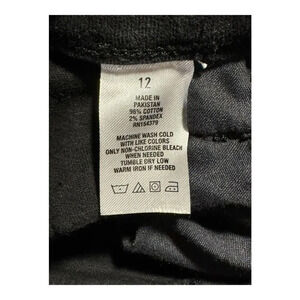 12
MADE IN
PAKISTAN
98% COTTON
2% SPANDEX
RN154379
MACHINE WASH COLD
WITH LIKE COLORS
ONLY NON-CHLORINE BLEACH
WHEN NEEDED
TUMBLE DRY LOW
WARM IRON IF NEEDED